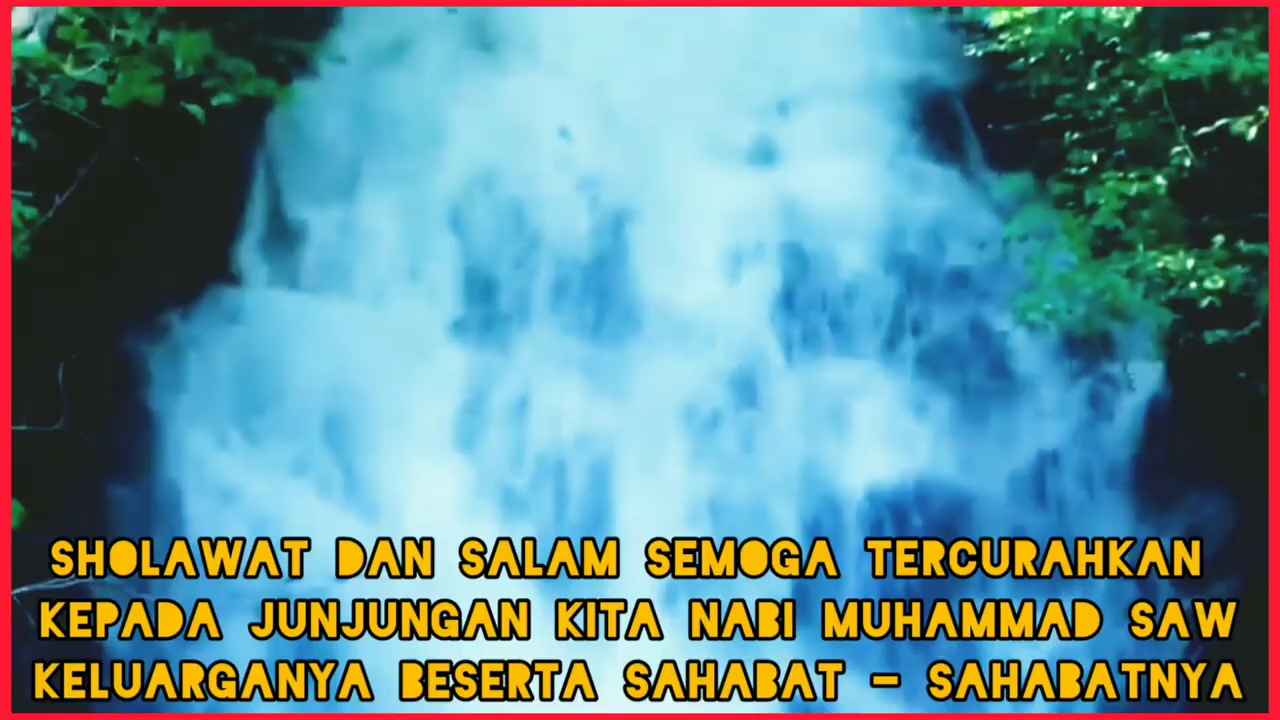 SHOLAWAT DAN SALAM SEMOGA TERCURAHKAN
KEPADA JUNJUNGAN KITA NABI MUHAMMAD SAW
KELUARGANYA BESERTA SAHABAT - SAHABATNYA